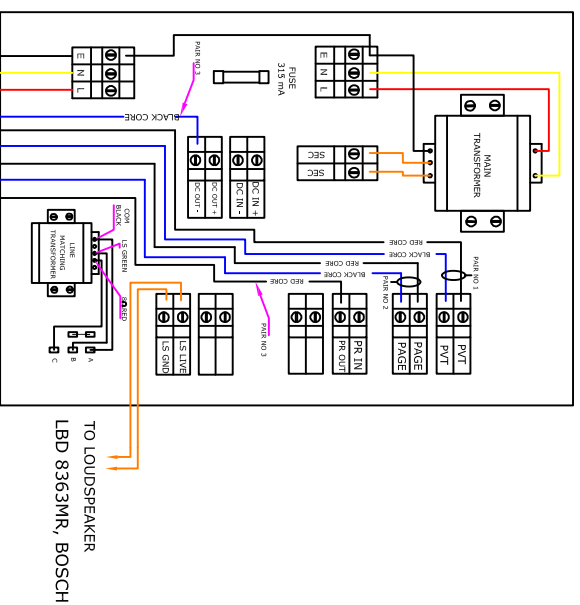 E
N
L
PAIR NO 3
FUSE
315 mA
E
N
L
BLACK CORE
MAIN
TRANSFORMER
SEC
SEC
DC OUT -
DC OUT +
DC IN -
DC IN +
COM
BLACK
LS GREEN
LINE
MATCHING
TRANSFORMER
RED CORE
BLACK CORE
RED CORE
BLACK CORE
RED CORE
PAIR NO 1
PAIR NO 2
PAIR NO 3
LS GND
LS LIVE
PR OUT
PR IN
PAGE
PAGE
PVT
PVT
C
B
A
TO LOUDSPEAKER
LBD 8363MR, BOSCH